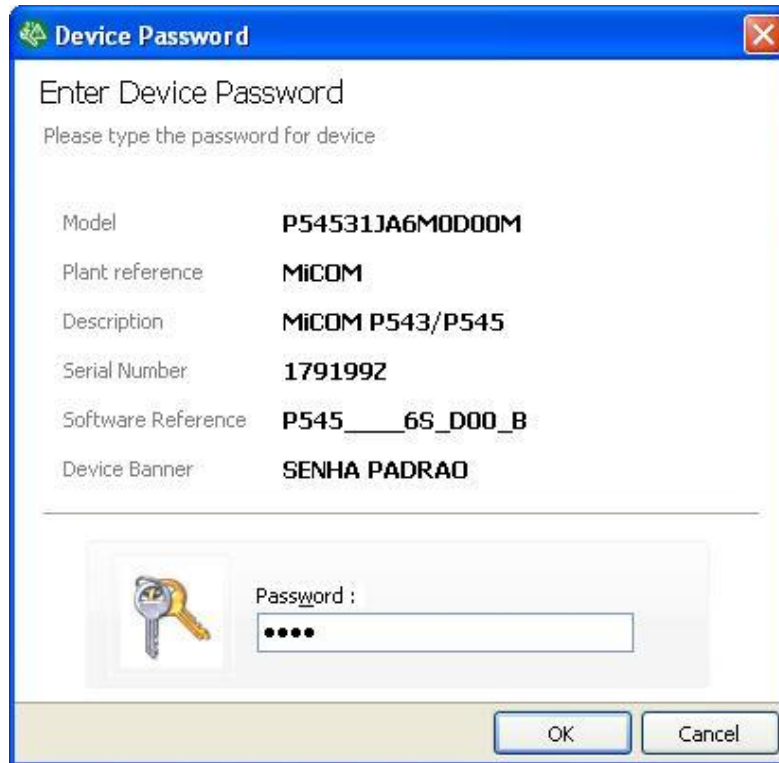 Device Password
Enter Device Password
Please type the password for device
Model P54531JA6M0D00M
Plant reference MiCOM
Description MiCOM P543/P545
Serial Number 179199Z
Software Reference P545____6S_D00_B
Device Banner SENHA PADRAO
Password :
••••
OK Cancel